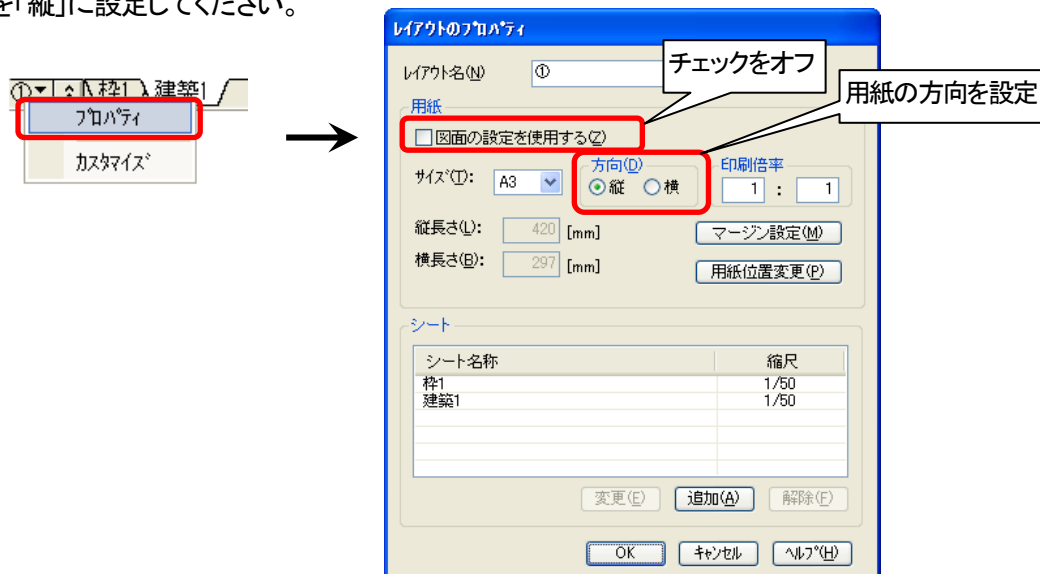 を「縦」に設定してください。
①▼ 枠1 建築1
ﾌﾟﾛﾊﾟﾃｨ
ｶｽﾀﾏｲｽﾞ
ﾚｲｱｳﾄのﾌﾟﾛﾊﾟﾃｨ
チェックをオフ
ﾚｲｱｳﾄ名(N) ①
用紙の方向を設定
用紙
図面の設定を使用する(Z)
ｻｲｽﾞ(T): A3
方向(D)
縦 横
印刷倍率
1 : 1
縦長さ(L): 420 [mm]
マージン設定(M)
横長さ(B): 297 [mm]
用紙位置変更(P)
シート
シート名称 縮尺
枠1 1/50
建築1 1/50
変更(E) 追加(A) 解除(F)
OK ｷｬﾝｾﾙ ﾍﾙﾌﾟ(H)